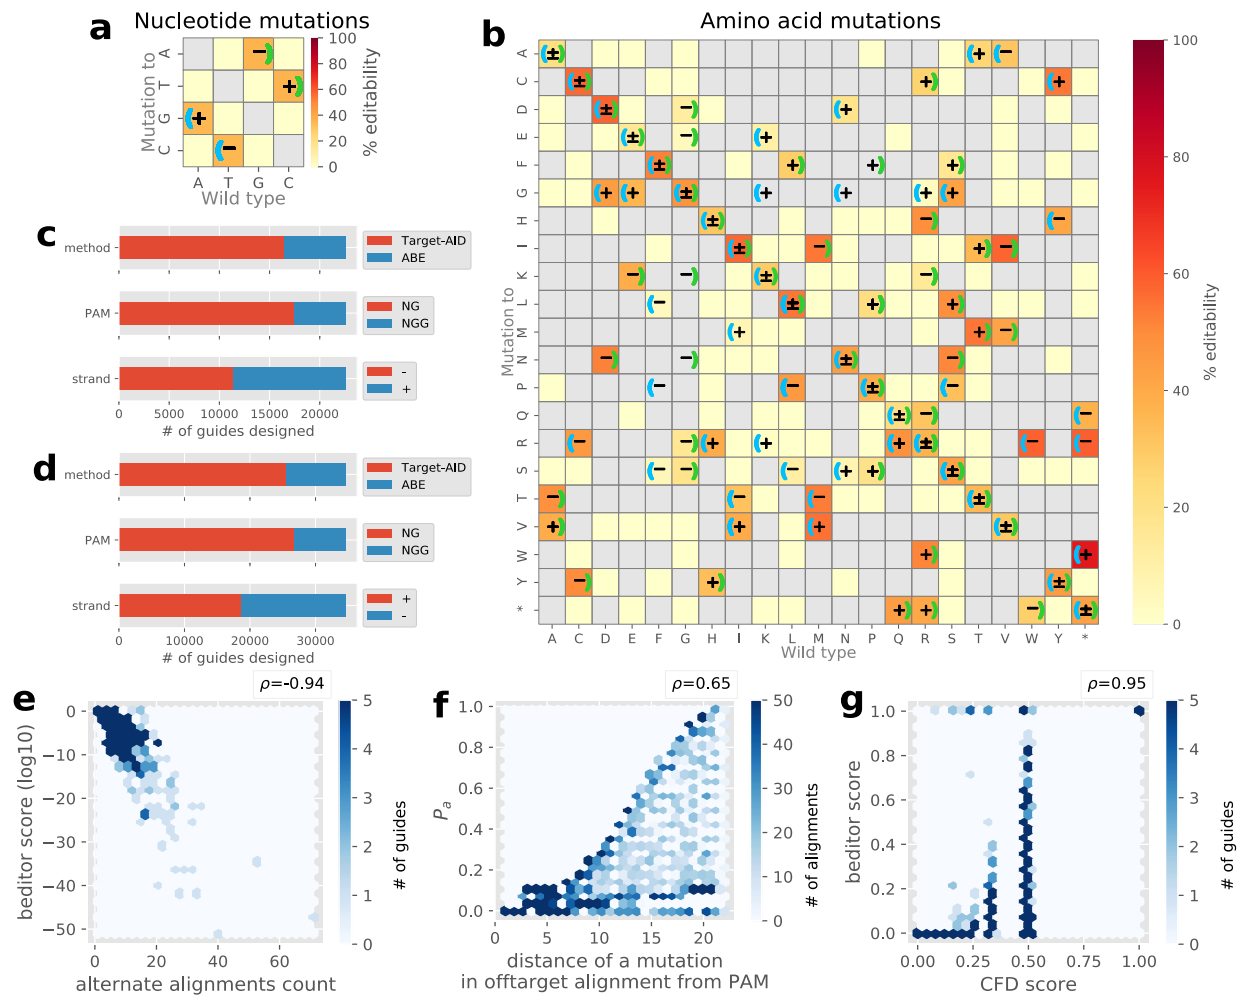 a
Nucleotide mutations
Mutation to
A
T
G
C
A T G C
Wild type
100
80
60
40
20
0
% editability
b
Amino acid mutations
Mutation to
A
C
D
E
F
G
H
I
K
L
M
N
P
Q
R
S
T
V
W
Y
*
A C D E F G H I K L M N P Q R S T V W Y *
Wild type
100
80
60
40
20
0
% editability
c
method
Target-AID
ABE
PAM
NG
NGG
strand
-
+
0 5000 10000 15000 20000
# of guides designed
d
method
Target-AID
ABE
PAM
NG
NGG
strand
+
-
0 10000 20000 30000
# of guides designed
e
ρ=-0.94
beditor score (log10)
0
−10
−20
−30
−40
−50
0 20 40 60
alternate alignments count
5
4
3
2
1
0
# of guides
f
ρ=0.65
Pₐ
1.0
0.8
0.6
0.4
0.2
0.0
0 5 10 15 20
distance of a mutation
in offtarget alignment from PAM
50
40
30
20
10
0
# of alignments
g
ρ=0.95
beditor score
1.0
0.8
0.6
0.4
0.2
0.0
0.00 0.25 0.50 0.75 1.00
CFD score
5
4
3
2
1
0
# of guides